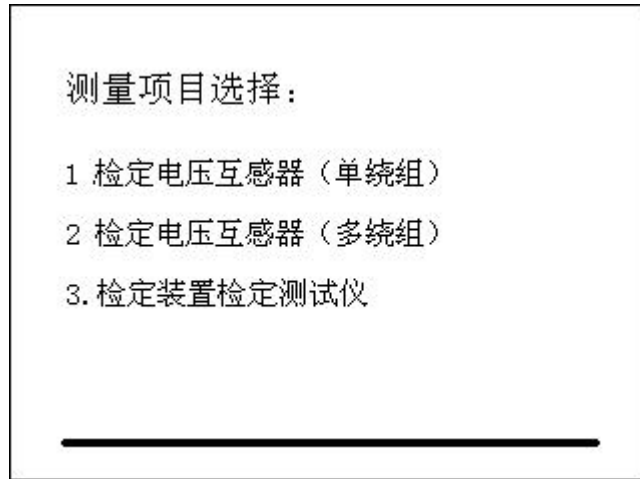 测量项目选择：
1 检定电压互感器（单绕组）
2 检定电压互感器（多绕组）
3.检定装置检定测试仪